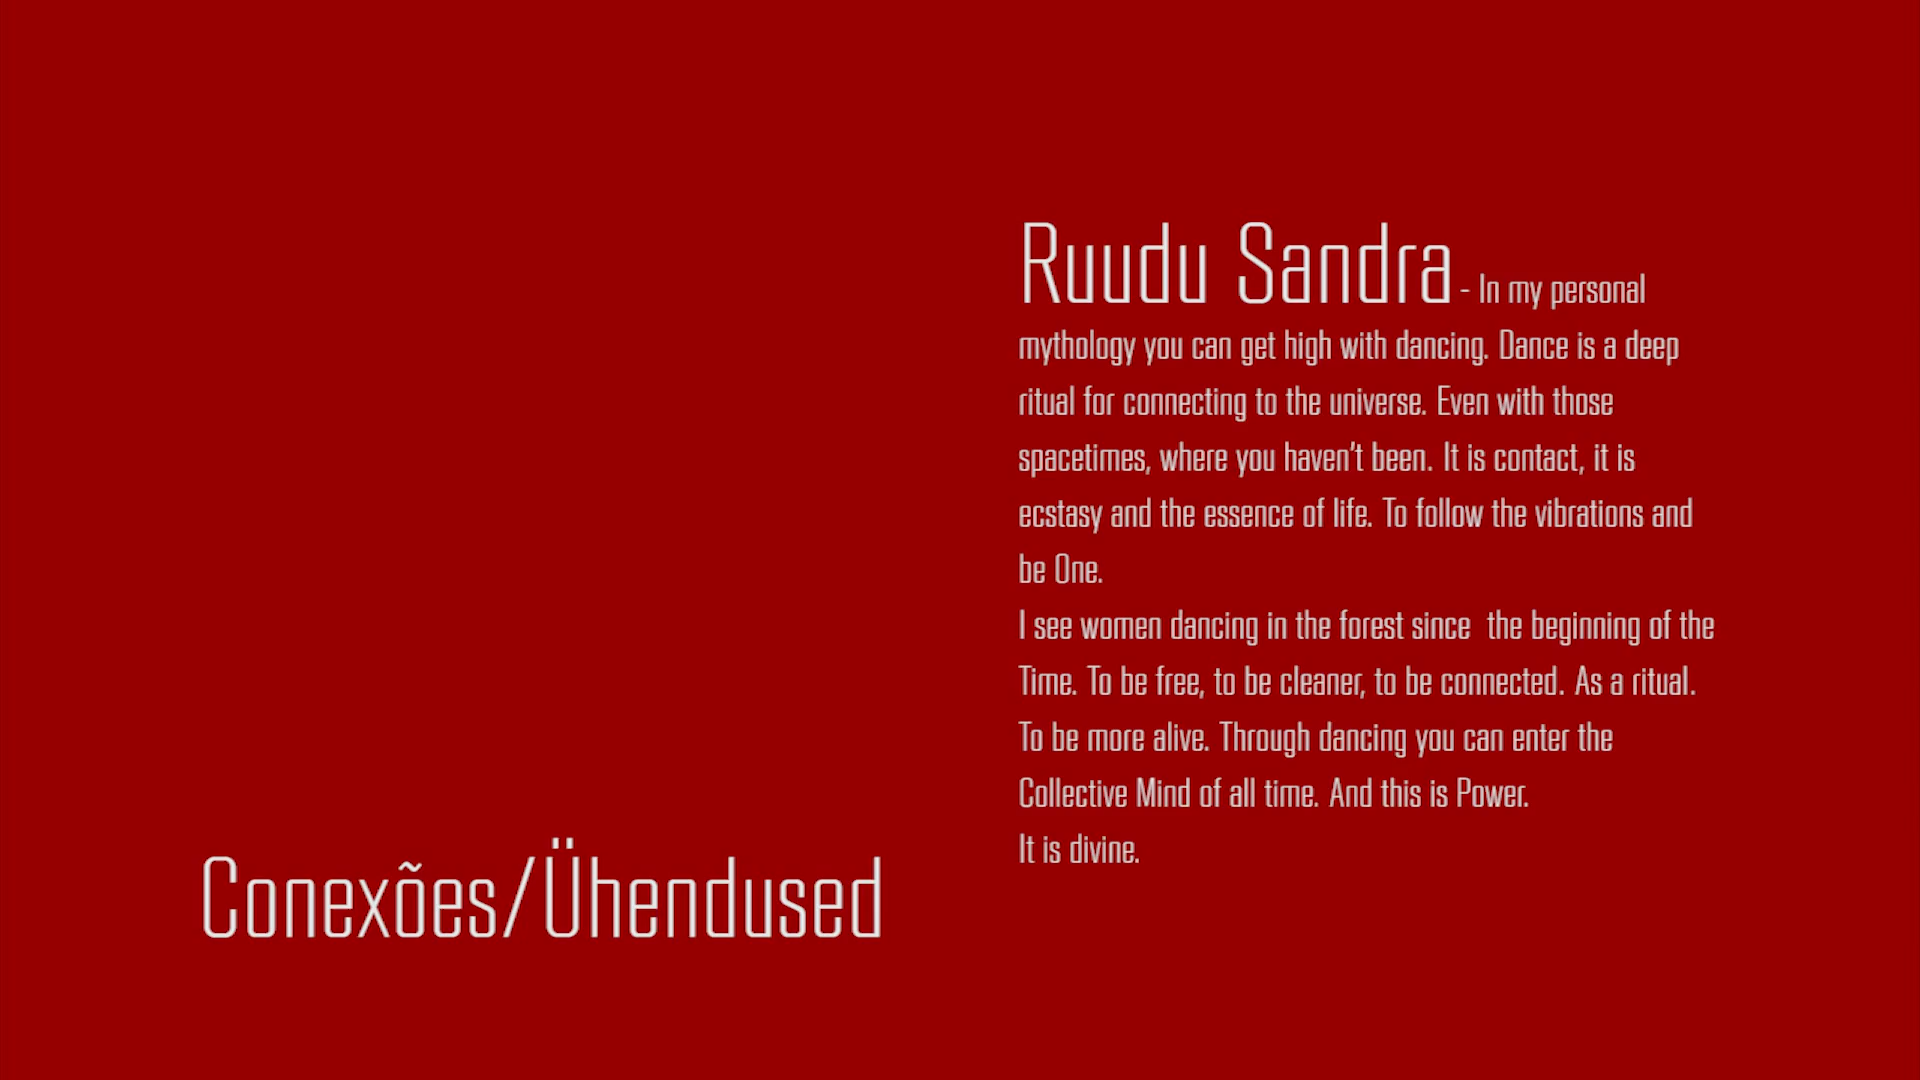 Ruudu Sandra - In my personal
mythology you can get high with dancing. Dance is a deep
ritual for connecting to the universe. Even with those
spacetimes, where you haven't been. It is contact, it is
ecstasy and the essence of life. To follow the vibrations and
be One.
I see women dancing in the forest since  the beginning of the
Time. To be free, to be cleaner, to be connected. As a ritual.
To be more alive. Through dancing you can enter the
Collective Mind of all time. And this is Power.
It is divine.
Conexões/Ühendused